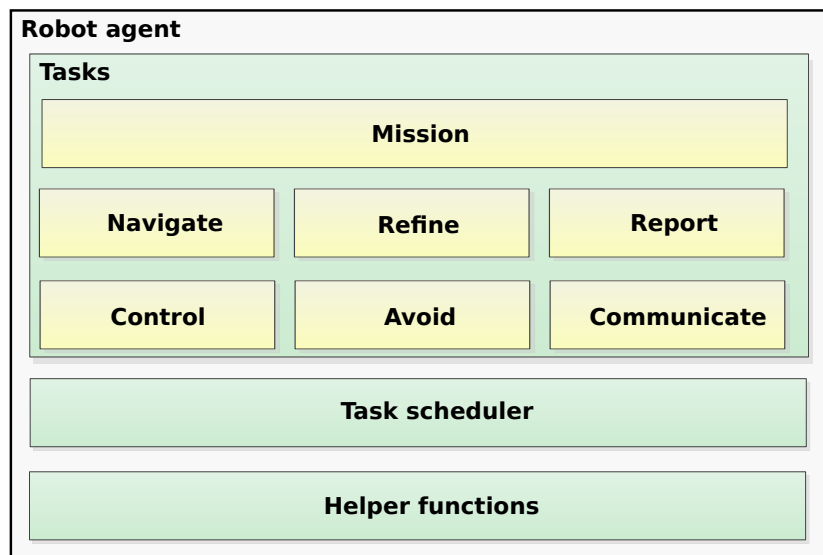 Robot agent
Tasks
Mission
Navigate
Refine
Report
Control
Avoid
Communicate
Task scheduler
Helper functions